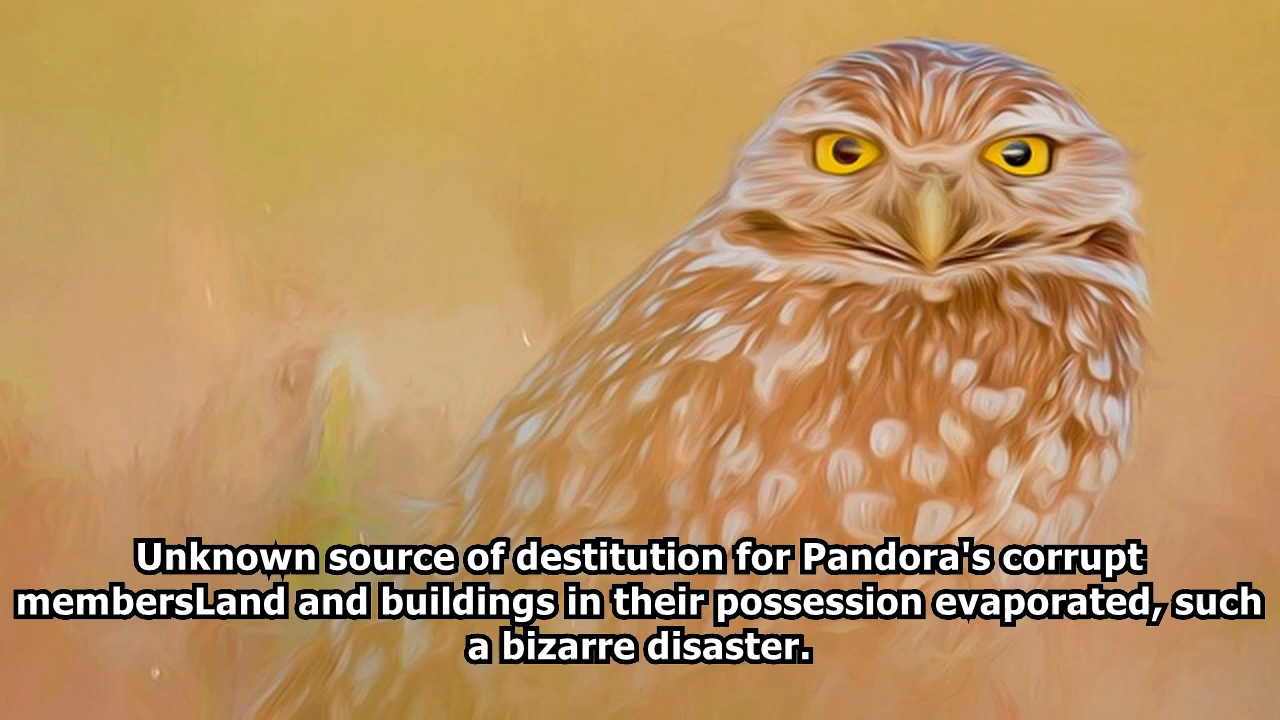 Unknown source of destitution for Pandora's corrupt
membersLand and buildings in their possession evaporated, such
a bizarre disaster.